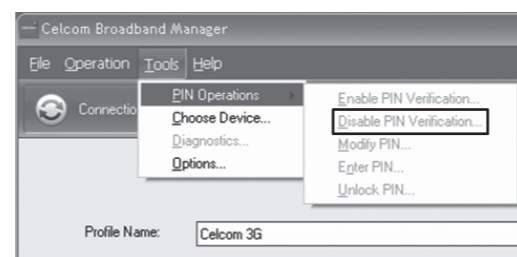 Celcom Broadband Manager
File Operation Tools Help
Connectio
PIN Operations
Choose Device...
Diagnostics...
Options...
Enable PIN Verification...
Disable PIN Verification...
Modify PIN...
Enter PIN...
Unlock PIN...
Profile Name: Celcom 3G